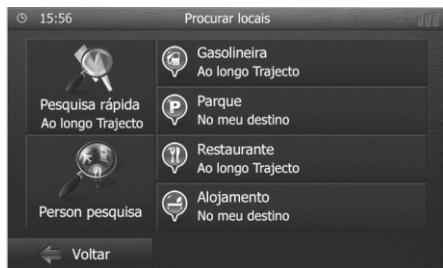 15:56 Procurar locais
Pesquisa rápida
Ao longo Trajecto
Person pesquisa
Gasolineira
Ao longo Trajecto
Parque
No meu destino
Restaurante
Ao longo Trajecto
Alojamento
No meu destino
Voltar